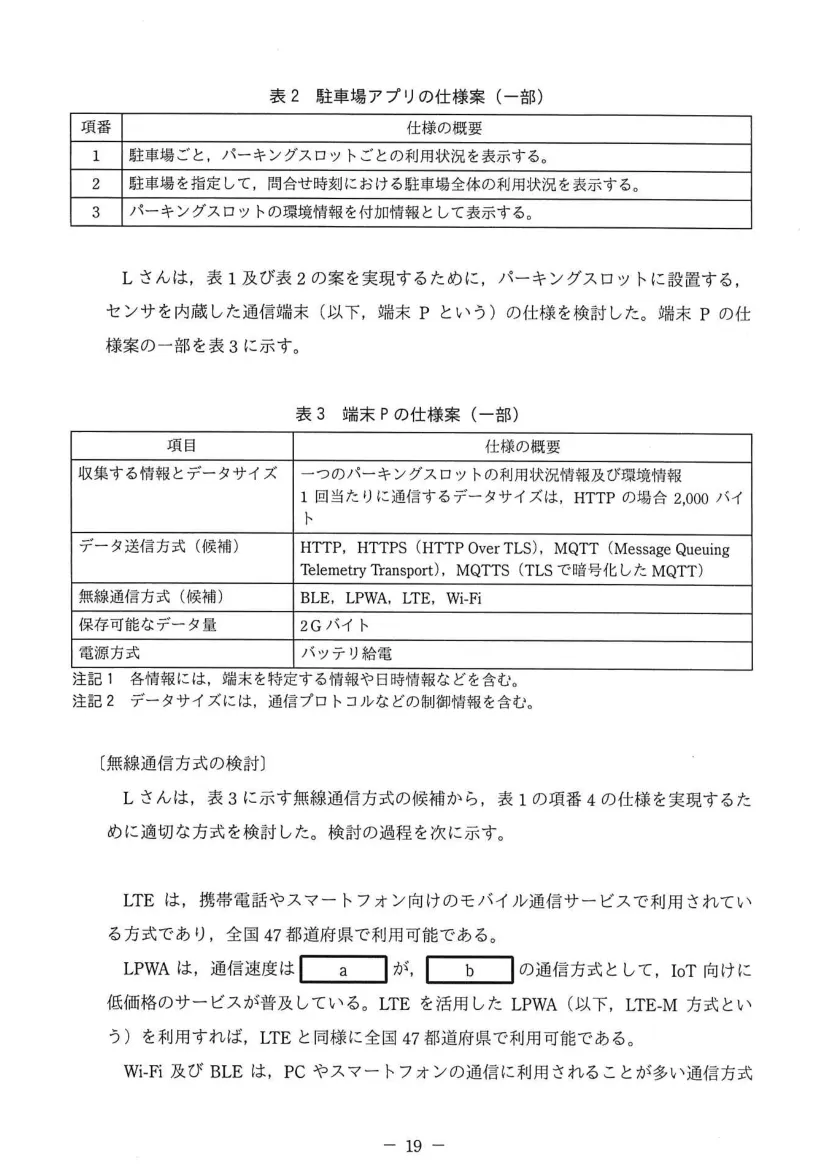 表2　駐車場アプリの仕様案（一部）
項番　仕様の概要
1　駐車場ごと，パーキングスロットごとの利用状況を表示する。
2　駐車場を指定して，問合せ時刻における駐車場全体の利用状況を表示する。
3　パーキングスロットの環境情報を付加情報として表示する。
Lさんは，表1及び表2の案を実現するために，パーキングスロットに設置する，
センサを内蔵した通信端末（以下，端末Pという）の仕様を検討した。端末Pの仕
様案の一部を表3に示す。
表3　端末Pの仕様案（一部）
項目　仕様の概要
収集する情報とデータサイズ　一つのパーキングスロットの利用状況情報及び環境情報
1回当たりに通信するデータサイズは，HTTPの場合2,000バイ
ト
データ送信方式（候補）　HTTP，HTTPS（HTTP Over TLS），MQTT（Message Queuing
Telemetry Transport），MQTTS（TLSで暗号化したMQTT）
無線通信方式（候補）　BLE，LPWA，LTE，Wi-Fi
保存可能なデータ量　2Gバイト
電源方式　バッテリ給電
注記1　各情報には，端末を特定する情報や日時情報などを含む。
注記2　データサイズには，通信プロトコルなどの制御情報を含む。
〔無線通信方式の検討〕
Lさんは，表3に示す無線通信方式の候補から，表1の項番4の仕様を実現するた
めに適切な方式を検討した。検討の過程を次に示す。
LTEは，携帯電話やスマートフォン向けのモバイル通信サービスで利用されてい
る方式であり，全国47都道府県で利用可能である。
LPWAは，通信速度は a が， b の通信方式として，IoT向けに
低価格のサービスが普及している。LTEを活用したLPWA（以下，LTE-M方式とい
う）を利用すれば，LTEと同様に全国47都道府県で利用可能である。
Wi-Fi及びBLEは，PCやスマートフォンの通信に利用されることが多い通信方式
－ 19 －